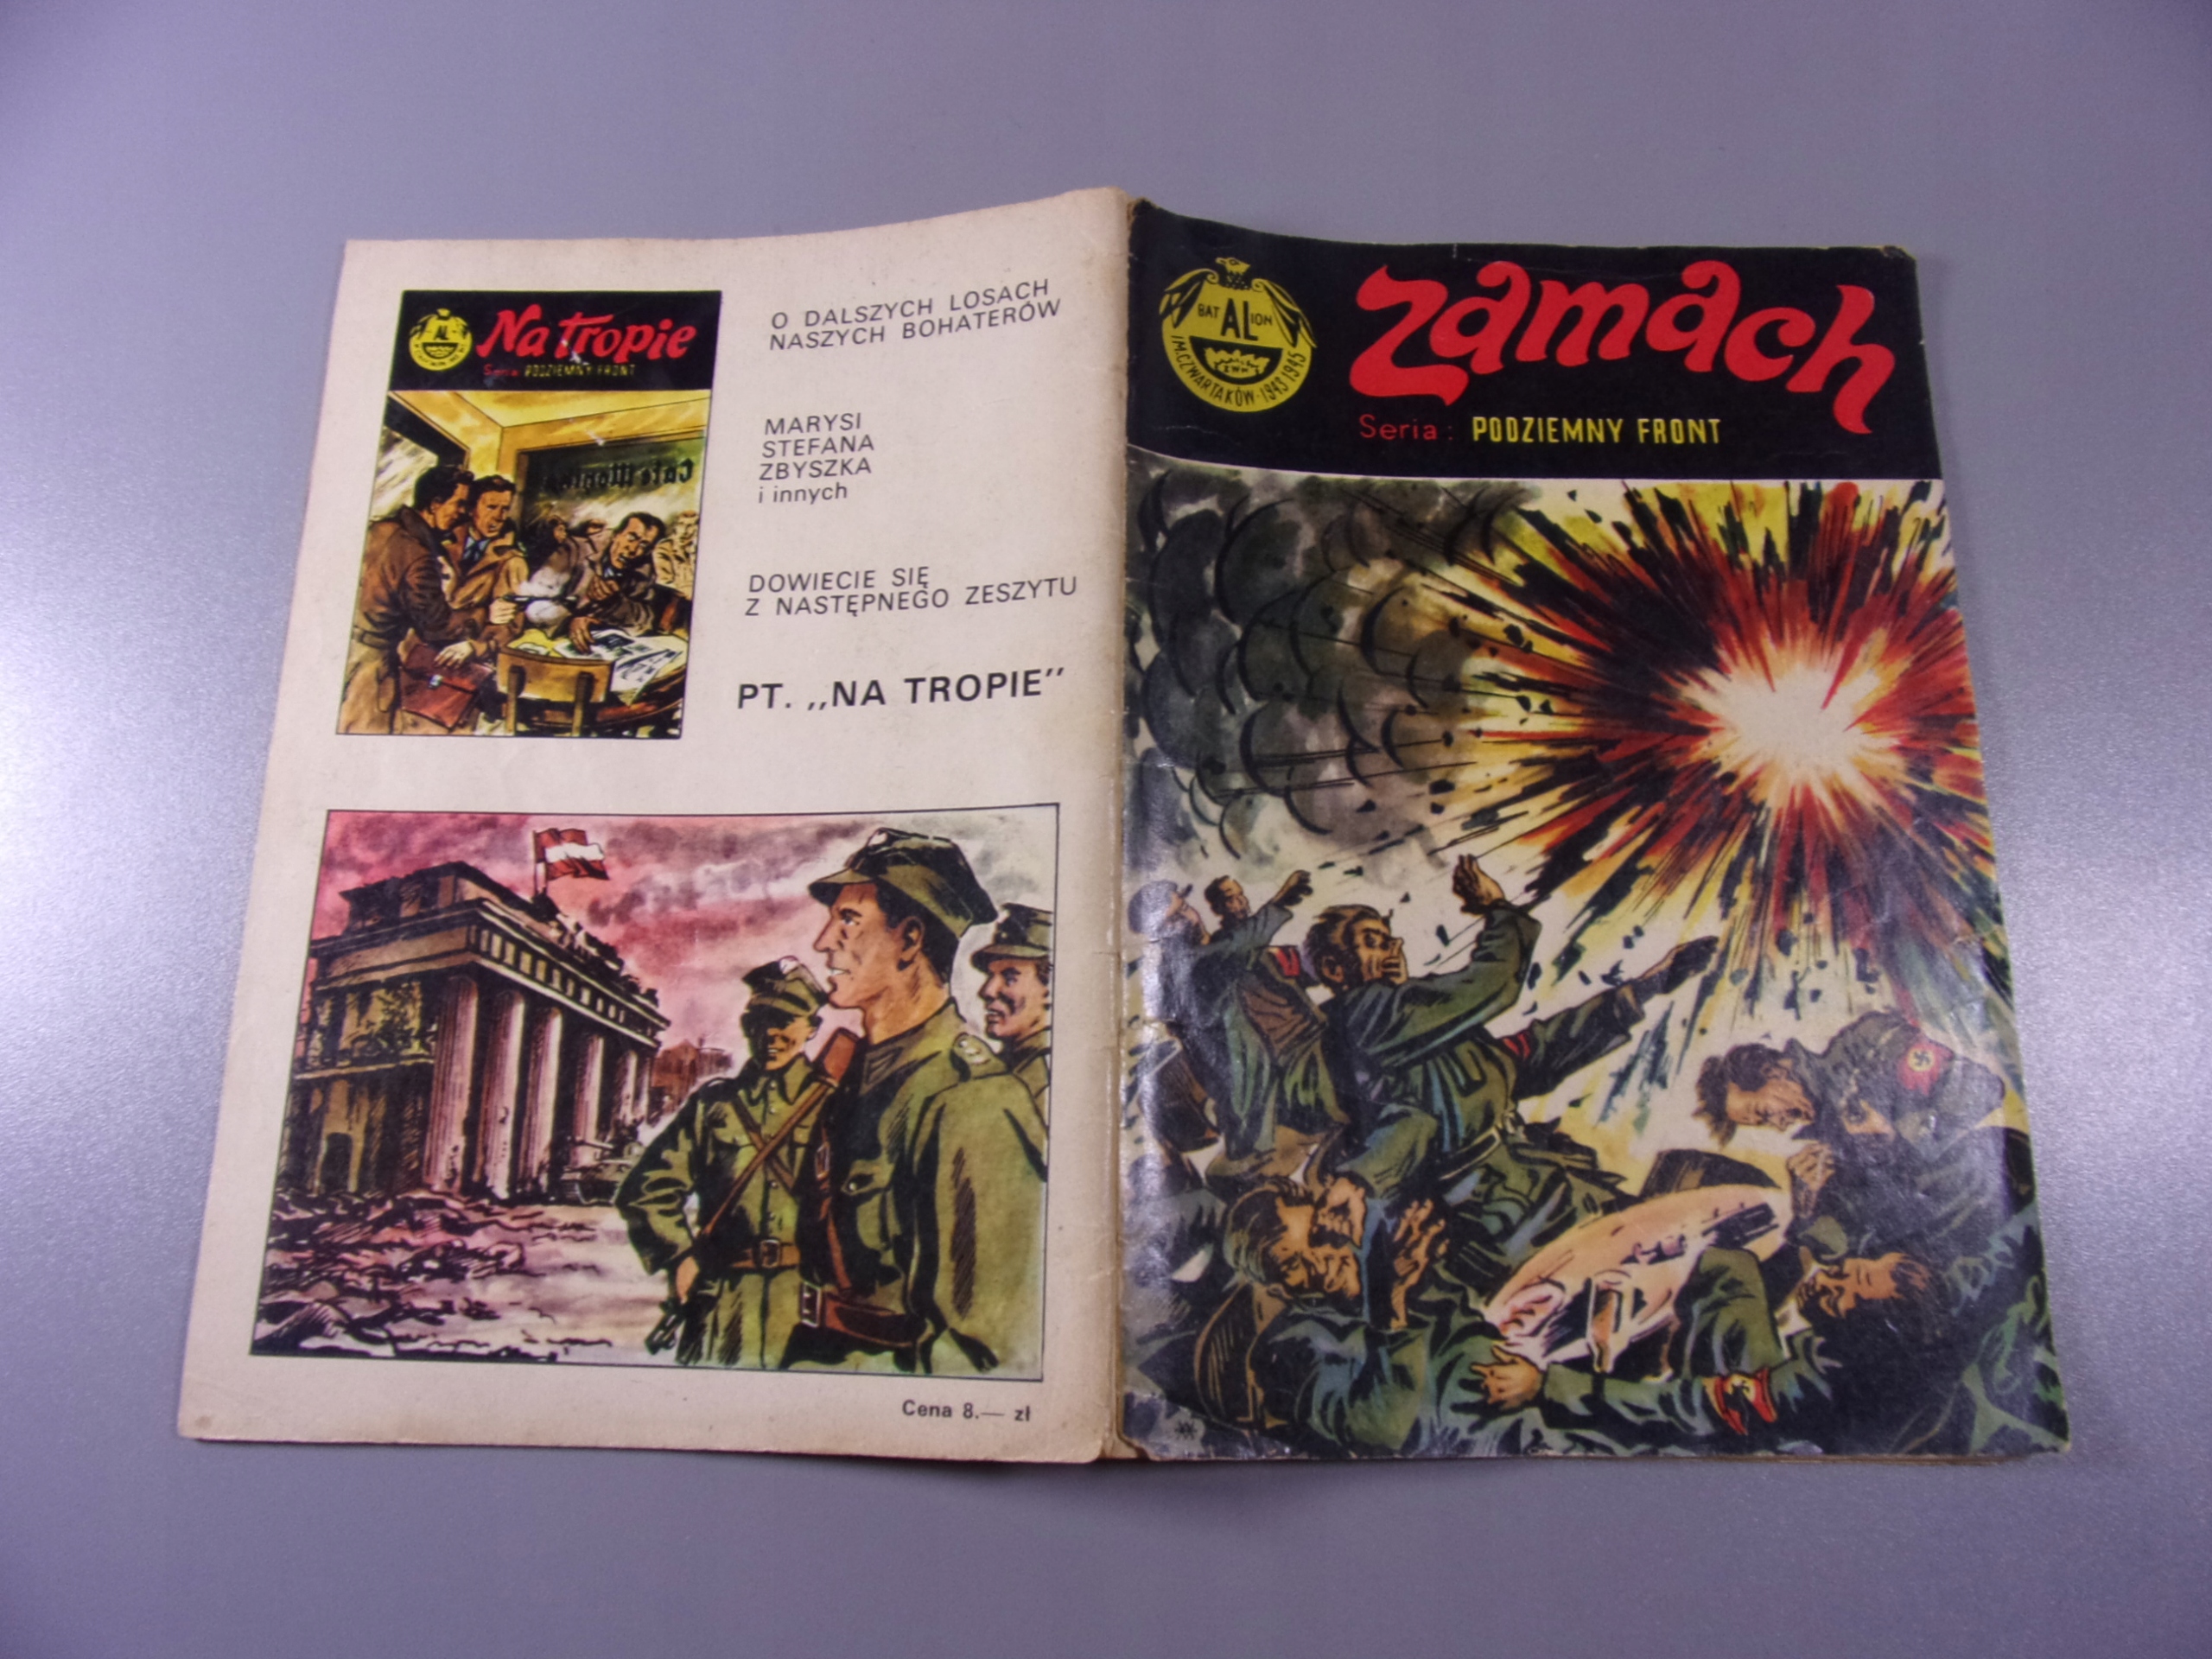 Na Tropie
Seria: PODZIEMNY FRONT
AL
O DALSZYCH LOSACH
NASZYCH BOHATERÓW
MARYSI
STEFANA
ZBYSZKA
i innych
DOWIECIE SIĘ
Z NASTĘPNEGO ZESZYTU
PT. „NA TROPIE”
Cena 8.— zł
BAT AL ION
IM.CZWARTAKÓW·1943 1945
Zamach
Seria: PODZIEMNY FRONT